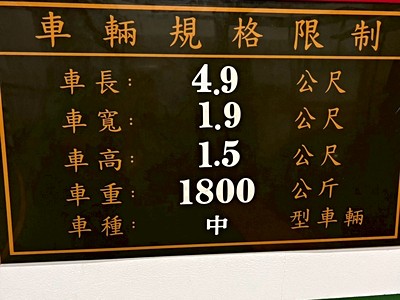 車輛規格限制
車長: 4.9 公尺
車寬: 1.9 公尺
車高: 1.5 公尺
車重: 1800 公斤
車種: 中 型車輛